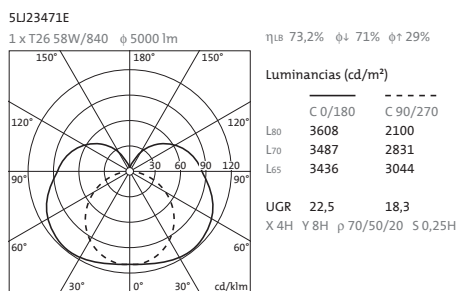 5LJ23471E
1 x T26 58W/840 ϕ 5000 lm
150° 180° 150°
120° 120°
30 60 90 120
90° 90°
60° 60°
30° 0° 30° cd/klm
ηLB 73,2% ϕ↓ 71% ϕ↑ 29%
Luminancias (cd/m²)
C 0/180 C 90/270
L80 3608 2100
L70 3487 2831
L65 3436 3044
UGR 22,5 18,3
X 4H Y 8H ρ 70/50/20 S 0,25H